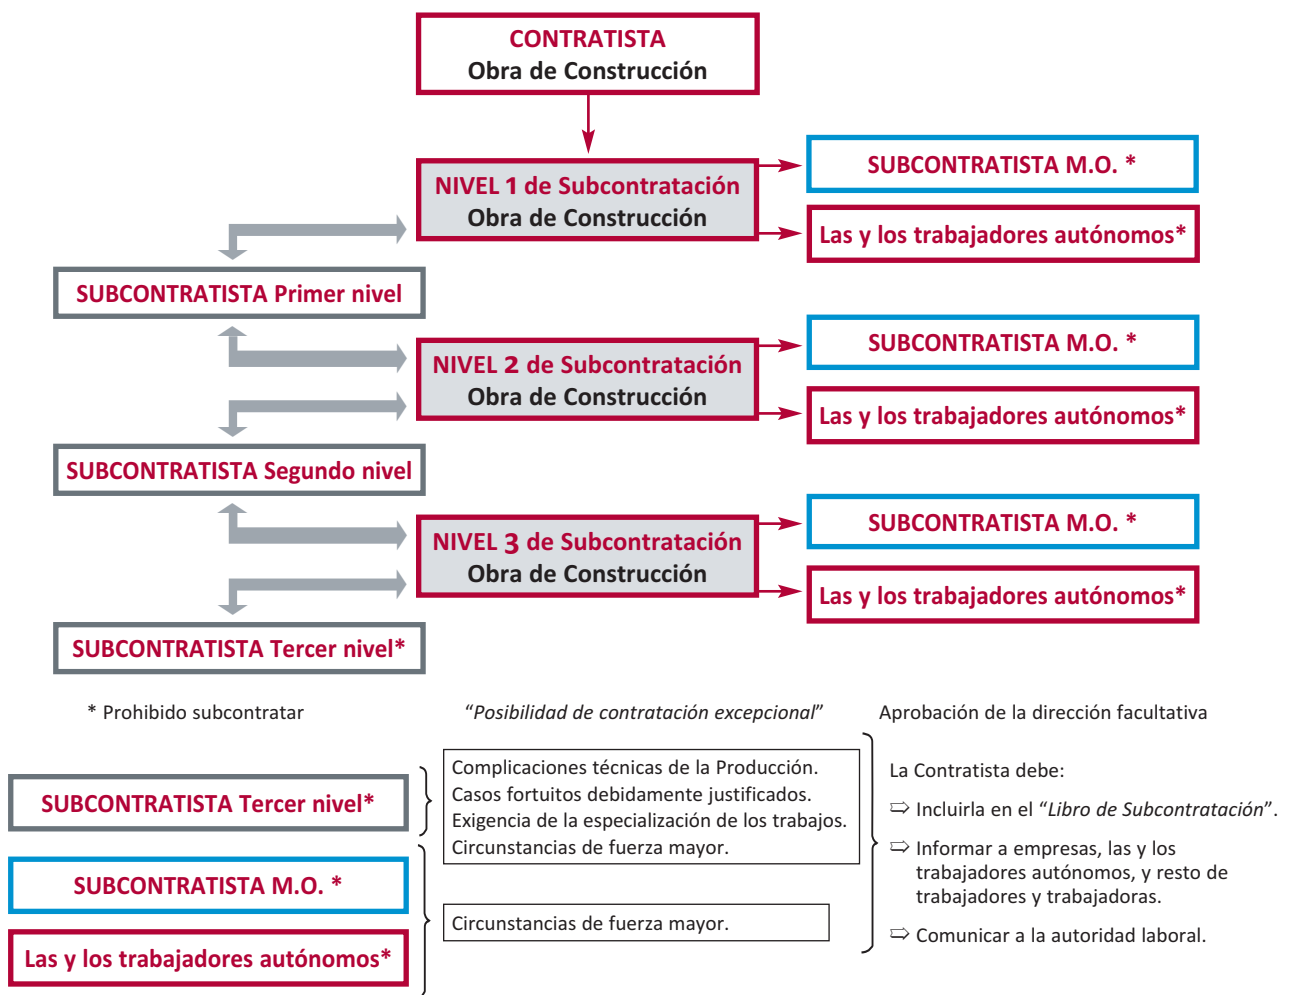 CONTRATISTA
Obra de Construcción
NIVEL 1 de Subcontratación
Obra de Construcción
SUBCONTRATISTA M.O. *
Las y los trabajadores autónomos*
SUBCONTRATISTA Primer nivel
NIVEL 2 de Subcontratación
Obra de Construcción
SUBCONTRATISTA M.O. *
Las y los trabajadores autónomos*
SUBCONTRATISTA Segundo nivel
NIVEL 3 de Subcontratación
Obra de Construcción
SUBCONTRATISTA M.O. *
Las y los trabajadores autónomos*
SUBCONTRATISTA Tercer nivel*
* Prohibido subcontratar
SUBCONTRATISTA Tercer nivel*
SUBCONTRATISTA M.O. *
Las y los trabajadores autónomos*
“Posibilidad de contratación excepcional”
Complicaciones técnicas de la Producción.
Casos fortuitos debidamente justificados.
Exigencia de la especialización de los trabajos.
Circunstancias de fuerza mayor.
Circunstancias de fuerza mayor.
Aprobación de la dirección facultativa
La Contratista debe:
⇨ Incluirla en el “Libro de Subcontratación”.
⇨ Informar a empresas, las y los
trabajadores autónomos, y resto de
trabajadores y trabajadoras.
⇨ Comunicar a la autoridad laboral.